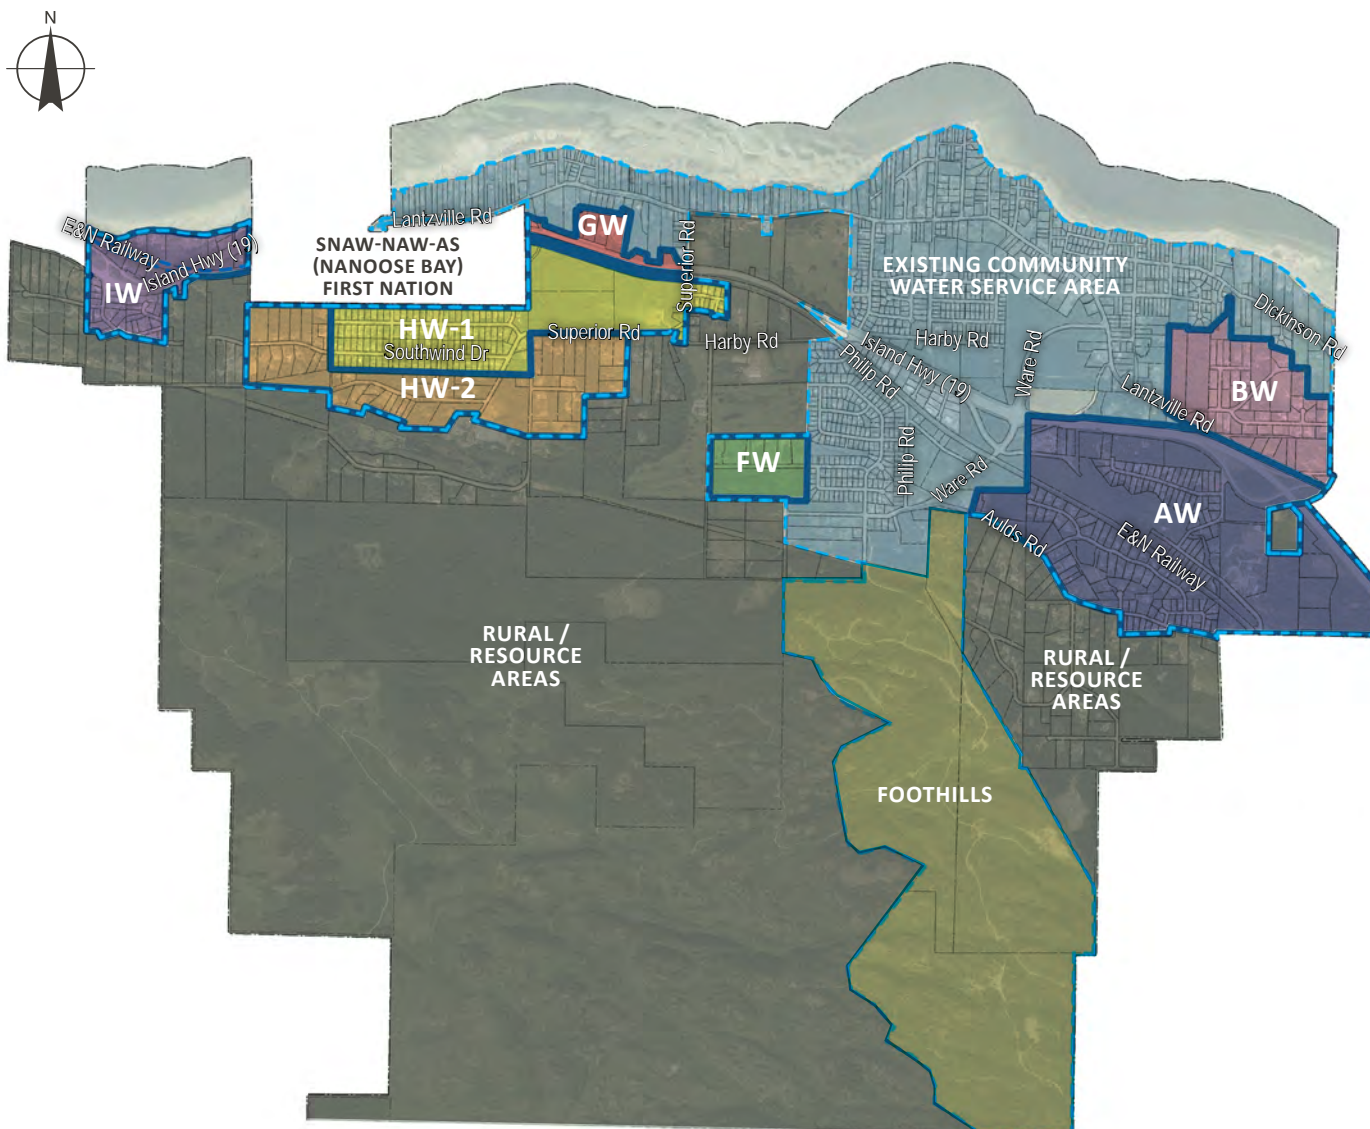 N
Lantzville Rd
GW
E&N Railway
Island Hwy (19)
IW
SNAW-NAW-AS
(NANOOSE BAY)
FIRST NATION
Superior Rd
EXISTING COMMUNITY
WATER SERVICE AREA
Dickinson Rd
HW-1
Southwind Dr
Superior Rd
Harby Rd
Island Hwy (19)
Harby Rd
Ware Rd
Philip Rd
HW-2
Lantzville Rd
BW
FW
Philip Rd
Ware Rd
AW
Aulds Rd
E&N Railway
RURAL /
RESOURCE
AREAS
RURAL /
RESOURCE
AREAS
FOOTHILLS